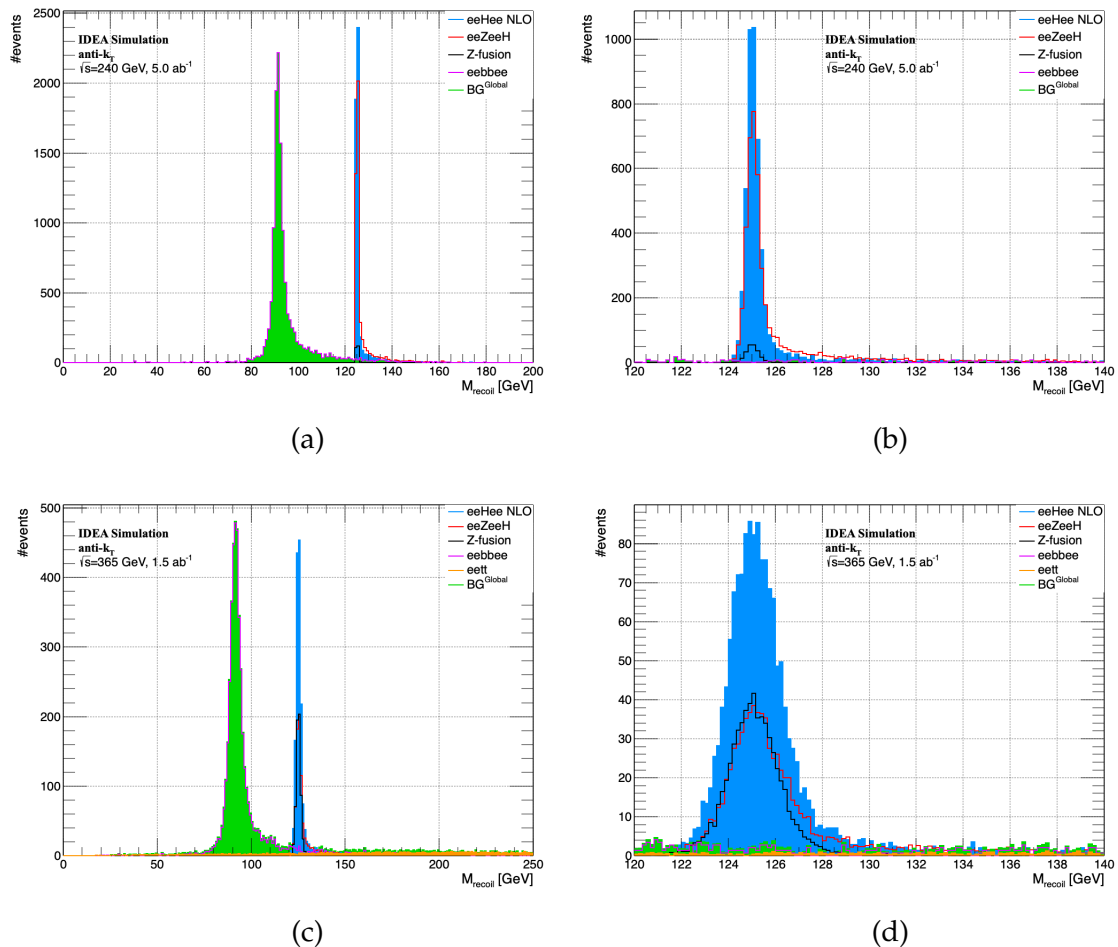 #events
2500
2000
1500
1000
500
0
IDEA Simulation
anti-k_T
√s=240 GeV, 5.0 ab⁻¹
eeHee NLO
eeZeeH
Z-fusion
eebbee
BG^Global
0 20 40 60 80 100 120 140 160 180 200
M_recoil [GeV]
(a)
#events
1000
800
600
400
200
0
IDEA Simulation
anti-k_T
√s=240 GeV, 5.0 ab⁻¹
eeHee NLO
eeZeeH
Z-fusion
eebbee
BG^Global
120 122 124 126 128 130 132 134 136 138 140
M_recoil [GeV]
(b)
#events
500
400
300
200
100
0
IDEA Simulation
anti-k_T
√s=365 GeV, 1.5 ab⁻¹
eeHee NLO
eeZeeH
Z-fusion
eebbee
eett
BG^Global
0 50 100 150 200 250
M_recoil [GeV]
(c)
#events
80
70
60
50
40
30
20
10
0
IDEA Simulation
anti-k_T
√s=365 GeV, 1.5 ab⁻¹
eeHee NLO
eeZeeH
Z-fusion
eebbee
eett
BG^Global
120 122 124 126 128 130 132 134 136 138 140
M_recoil [GeV]
(d)